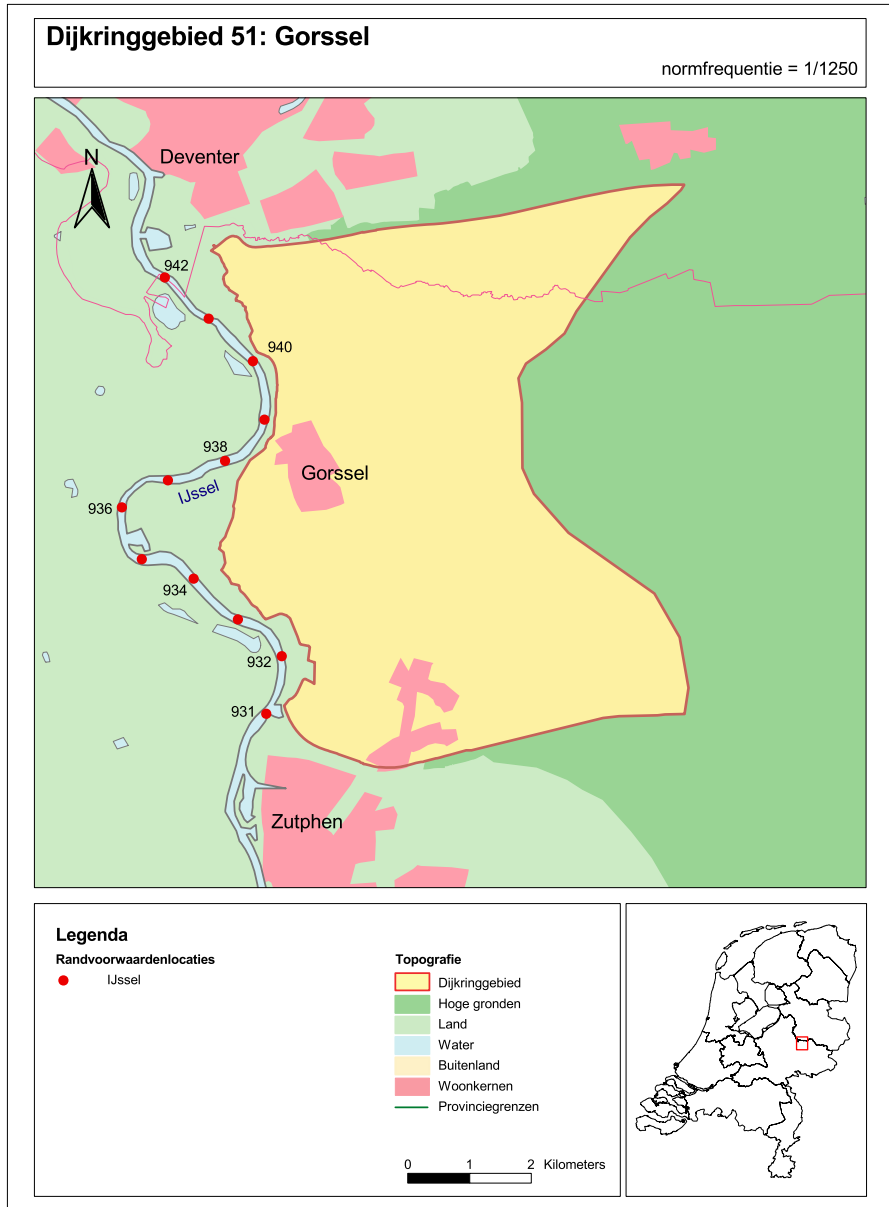 Dijkringgebied 51: Gorssel
normfrequentie = 1/1250
Deventer
N
942
940
938
Gorssel
IJssel
936
934
932
931
Zutphen
Legenda
Randvoorwaardenlocaties
IJssel
Topografie
Dijkringgebied
Hoge gronden
Land
Water
Buitenland
Woonkernen
Provinciegrenzen
0 1 2 Kilometers